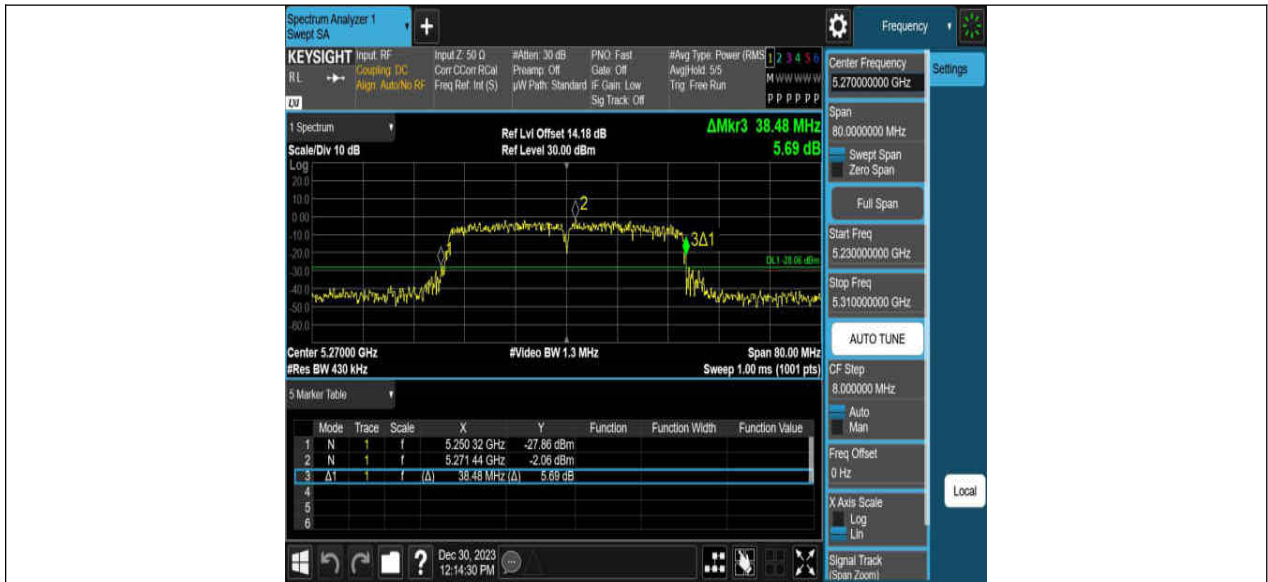 Spectrum Analyzer 1
Swept SA
+
Frequency
KEYSIGHT
RL
Input: RF
Coupling: DC
Align: Auto/No RF
Input Z: 50 Ω
Corr CCorr RCal
Freq Ref: Int (S)
#Atten: 30 dB
Preamp: Off
µW Path: Standard
PNO: Fast
Gate: Off
IF Gain: Low
Sig Track: Off
#Avg Type: Power (RMS
Avg|Hold: 5/5
Trig: Free Run
1 2 3 4 5 6
M W W W W W
P P P P P P
1 Spectrum
Scale/Div 10 dB
Ref Lvl Offset 14.18 dB
Ref Level 30.00 dBm
ΔMkr3 38.48 MHz
5.69 dB
Log
20.0
10.0
0.00
-10.0
-20.0
-30.0
-40.0
-50.0
-60.0
2
3Δ1
DL1 -28.06 dBm
Center 5.27000 GHz
#Res BW 430 kHz
#Video BW 1.3 MHz
Span 80.00 MHz
Sweep 1.00 ms (1001 pts)
5 Marker Table
Mode Trace Scale X Y Function Function Width Function Value
1 N 1 f 5.250 32 GHz -27.86 dBm
2 N 1 f 5.271 44 GHz -2.06 dBm
3 Δ1 1 f (Δ) 38.48 MHz (Δ) 5.69 dB
4
5
6
?
Dec 30, 2023
12:14:30 PM
Center Frequency
5.270000000 GHz
Settings
Span
80.0000000 MHz
Swept Span
Zero Span
Full Span
Start Freq
5.230000000 GHz
Stop Freq
5.310000000 GHz
AUTO TUNE
CF Step
8.000000 MHz
Auto
Man
Freq Offset
0 Hz
X Axis Scale
Log
Lin
Local
Signal Track
(Span Zoom)